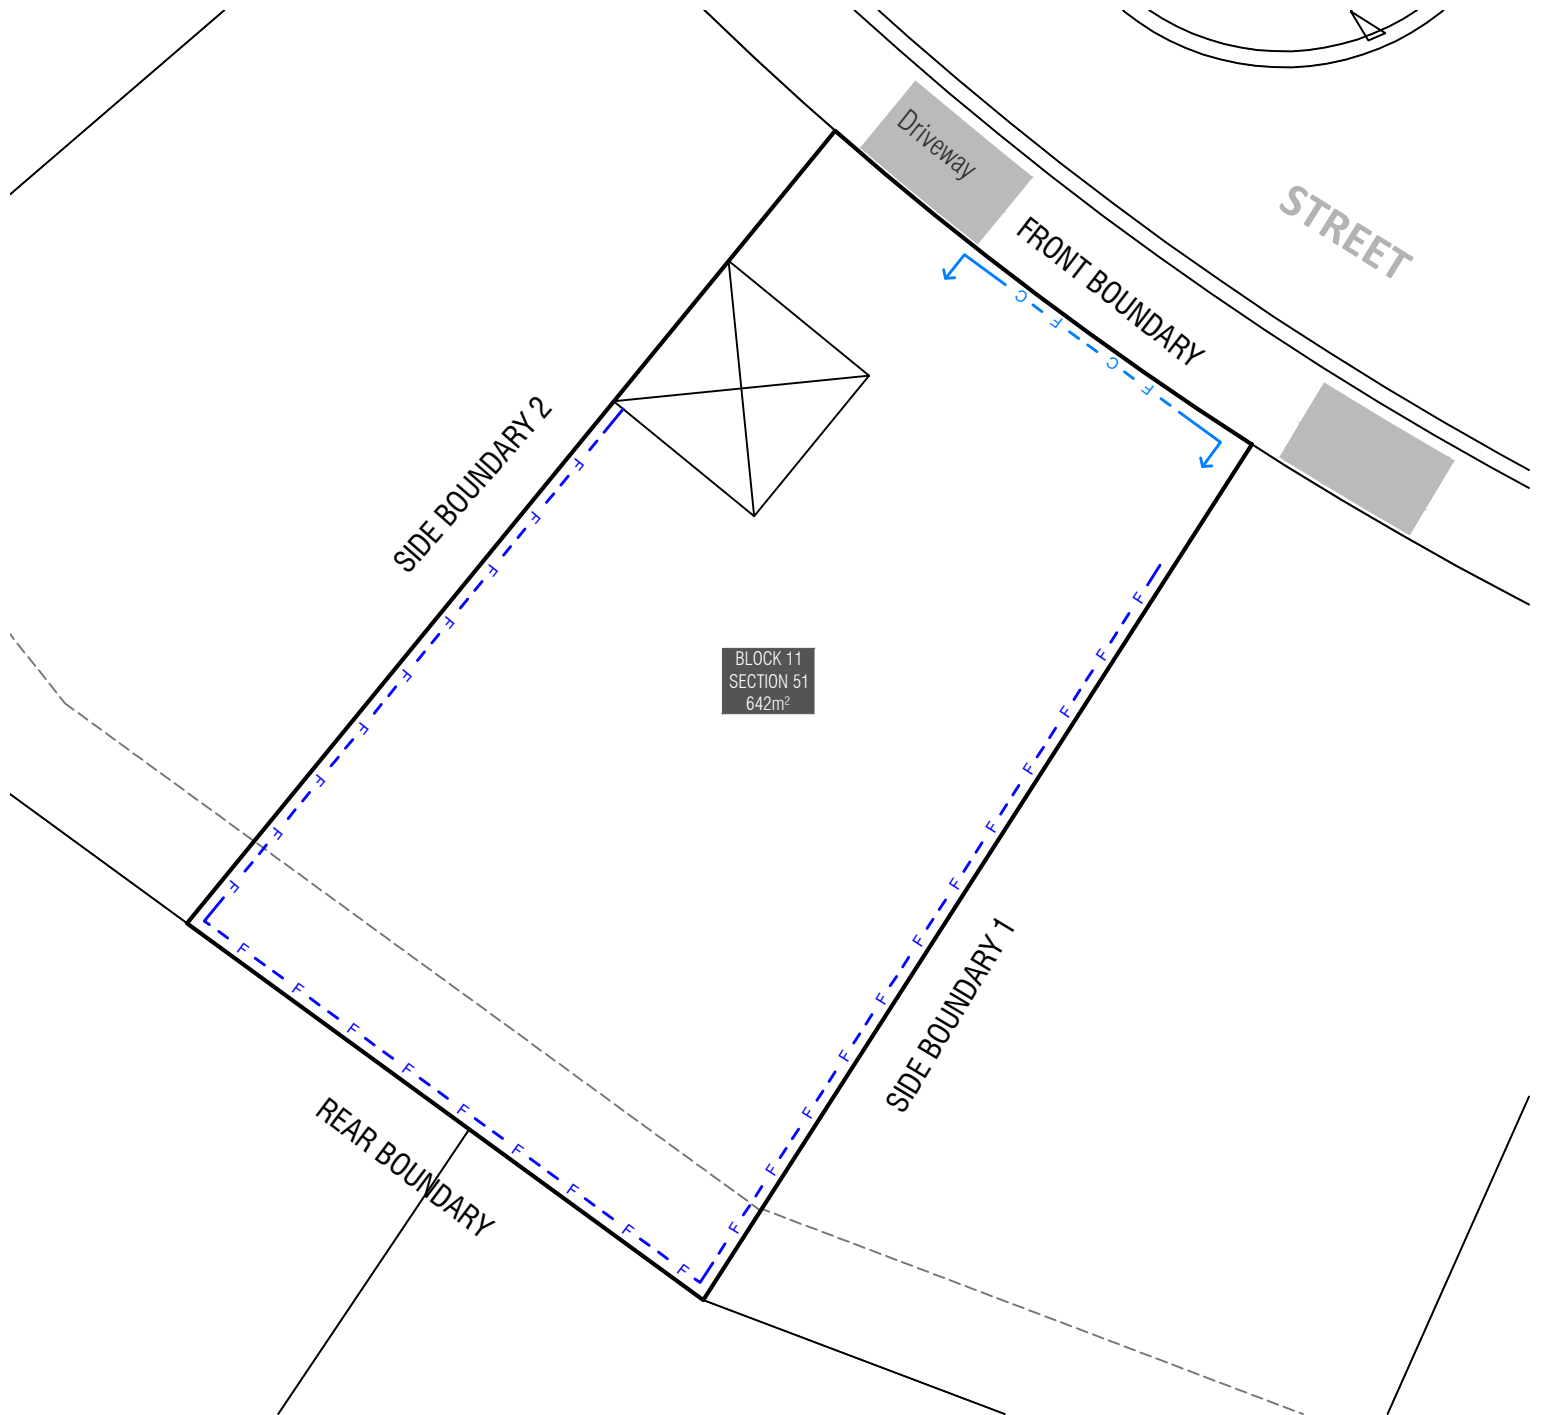 Driveway
STREET
FRONT BOUNDARY
C F C F
SIDE BOUNDARY 2
F F F F F F F F F
BLOCK 11
SECTION 51
642m²
F F F F F F F F F F F F
SIDE BOUNDARY 1
F F F F F F F F F
REAR BOUNDARY